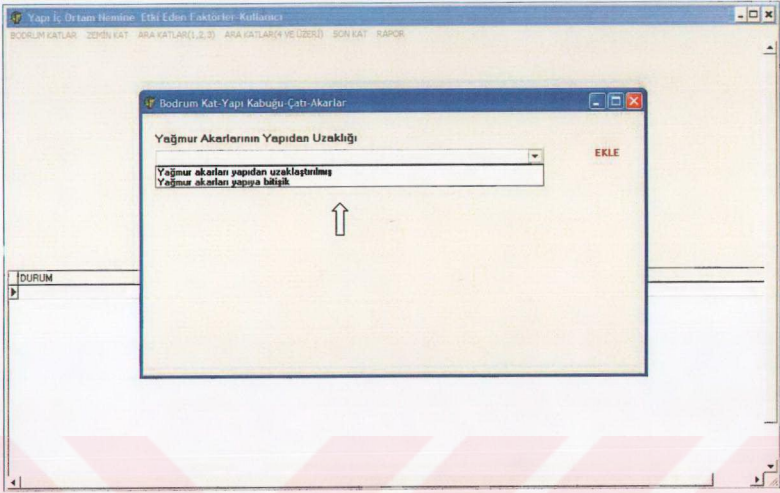 Yapı İç Ortam Nemine Etki Eden Faktörler-Kullanıcı
BODRUM KATLAR ZEMİN KAT ARA KATLAR(1,2,3) ARA KATLAR(4 VE ÜZERİ) SON KAT RAPOR
Bodrum Kat-Yapı Kabuğu-Çatı-Akarlar
Yağmur Akarlarının Yapıdan Uzaklığı
EKLE
Yağmur akarları yapıdan uzaklaştırılmış
Yağmur akarları yapıya bitişik
DURUM